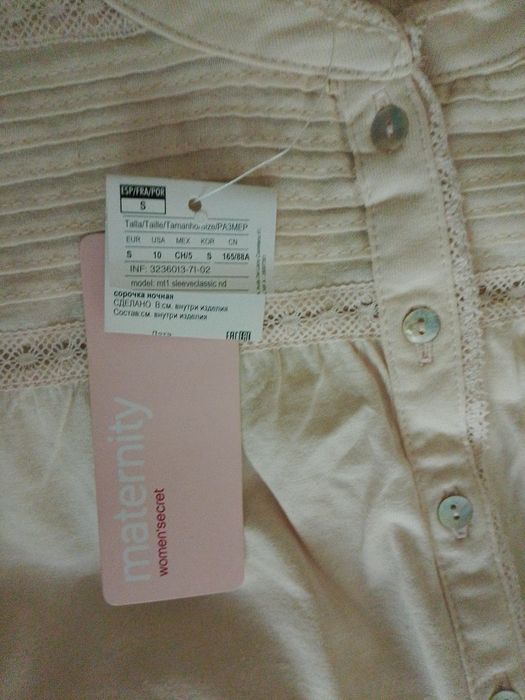 ESP/FRA/POR
S
Talla/Taille/Tamanho/Size/РАЗМЕР
EUR USA MEX KOR CN
S 10 CH/5 S 165/88A
INF: 3236013-71-02
model: mt1 sleeveclassic nd
сорочка ночная
СДЕЛАНО В:см. внутри изделия
Состав:см. внутри изделия
Дата
maternity
women'secret